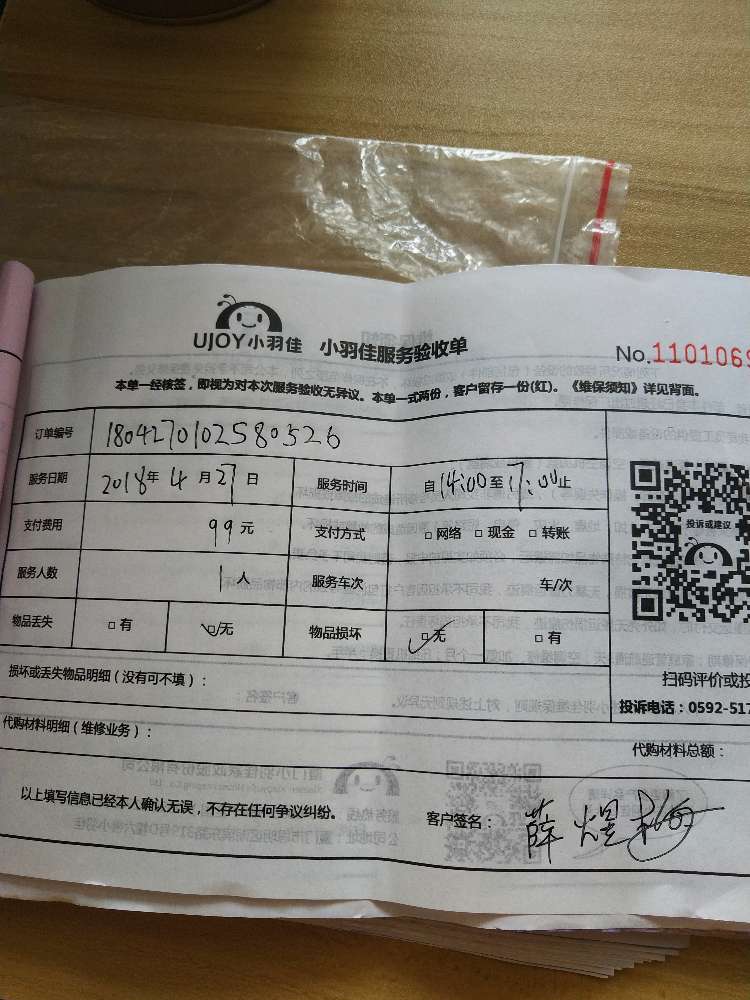 UJOY小羽佳 小羽佳服务验收单
No.1101069
本单一经核签，即视为对本次服务验收无异议。本单一式两份，客户留存一份(红)。《维保须知》详见背面。
订单编号 1804270102580526
服务日期 2018年4月27日 服务时间 自14:00至17:00止
支付费用 99元 支付方式 □网络 □现金 □转账
服务人数 1人 服务车次 车/次
物品丢失 □有 ☑无 物品损坏 ☑无 □有
投诉或建议
扫码评价或投
投诉电话：0592-517
损坏或丢失物品明细（没有可不填）：
代购材料明细（维修业务）：
代购材料总额：
以上填写信息已经本人确认无误，不存在任何争议纠纷。
客户签名：薛煜梅